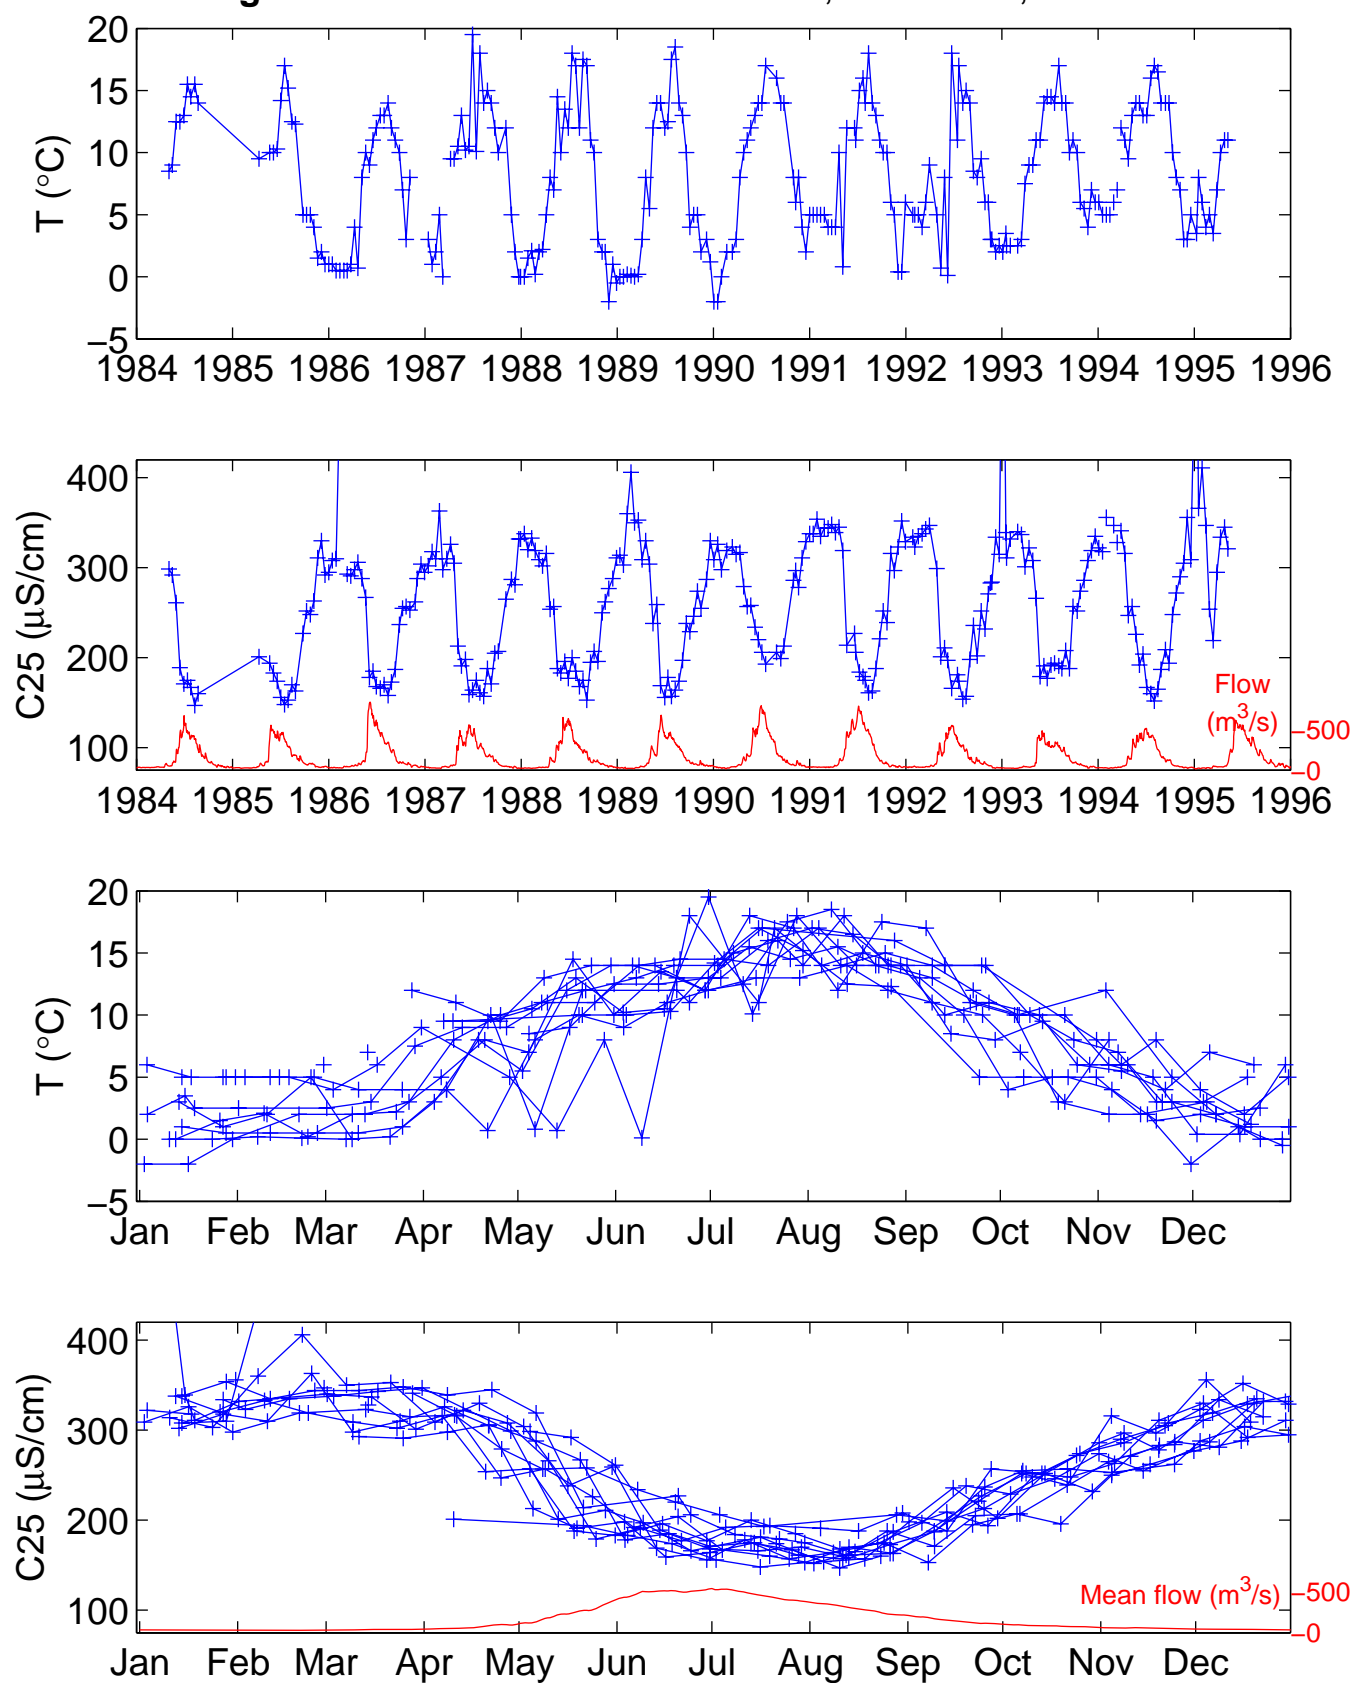 20
15
10
5
0
–5
T (°C)
1984 1985 1986 1987 1988 1989 1990 1991 1992 1993 1994 1995 1996
400
300
200
100
C25 (µS/cm)
Flow
(m³/s)
–500
–0
1984 1985 1986 1987 1988 1989 1990 1991 1992 1993 1994 1995 1996
20
15
10
5
0
–5
T (°C)
Jan Feb Mar Apr May Jun Jul Aug Sep Oct Nov Dec
400
300
200
100
C25 (µS/cm)
Mean flow (m³/s)
–500
–0
Jan Feb Mar Apr May Jun Jul Aug Sep Oct Nov Dec